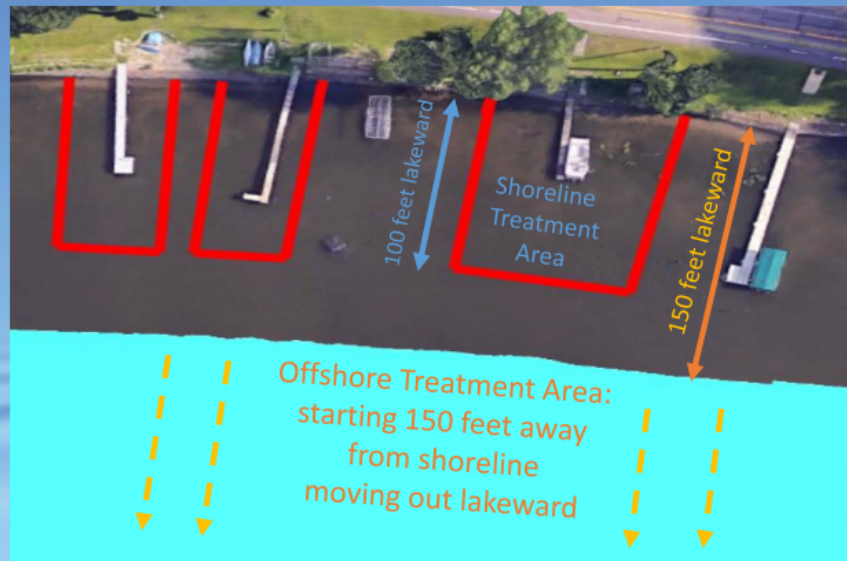 100 feet lakeward
Shoreline
Treatment
Area
150 feet lakeward
Offshore Treatment Area:
starting 150 feet away
from shoreline
moving out lakeward